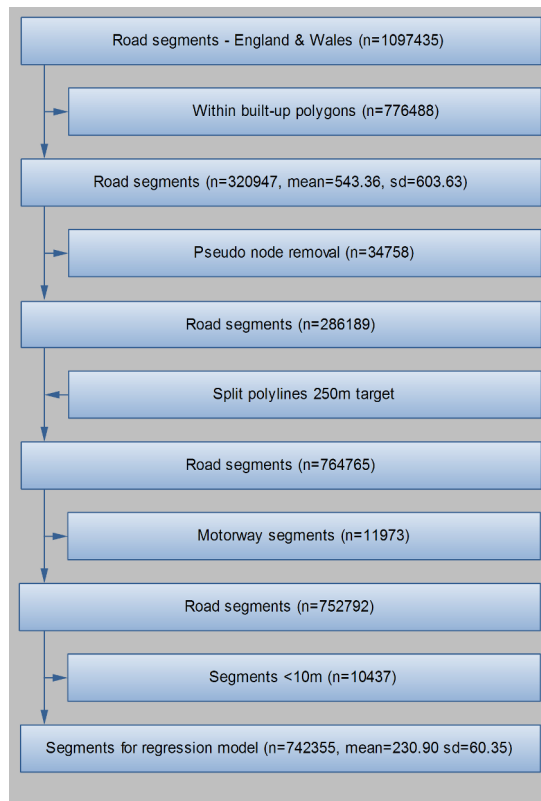 Road segments - England & Wales (n=1097435)
Within built-up polygons (n=776488)
Road segments (n=320947, mean=543.36, sd=603.63)
Pseudo node removal (n=34758)
Road segments (n=286189)
Split polylines 250m target
Road segments (n=764765)
Motorway segments (n=11973)
Road segments (n=752792)
Segments <10m (n=10437)
Segments for regression model (n=742355, mean=230.90 sd=60.35)